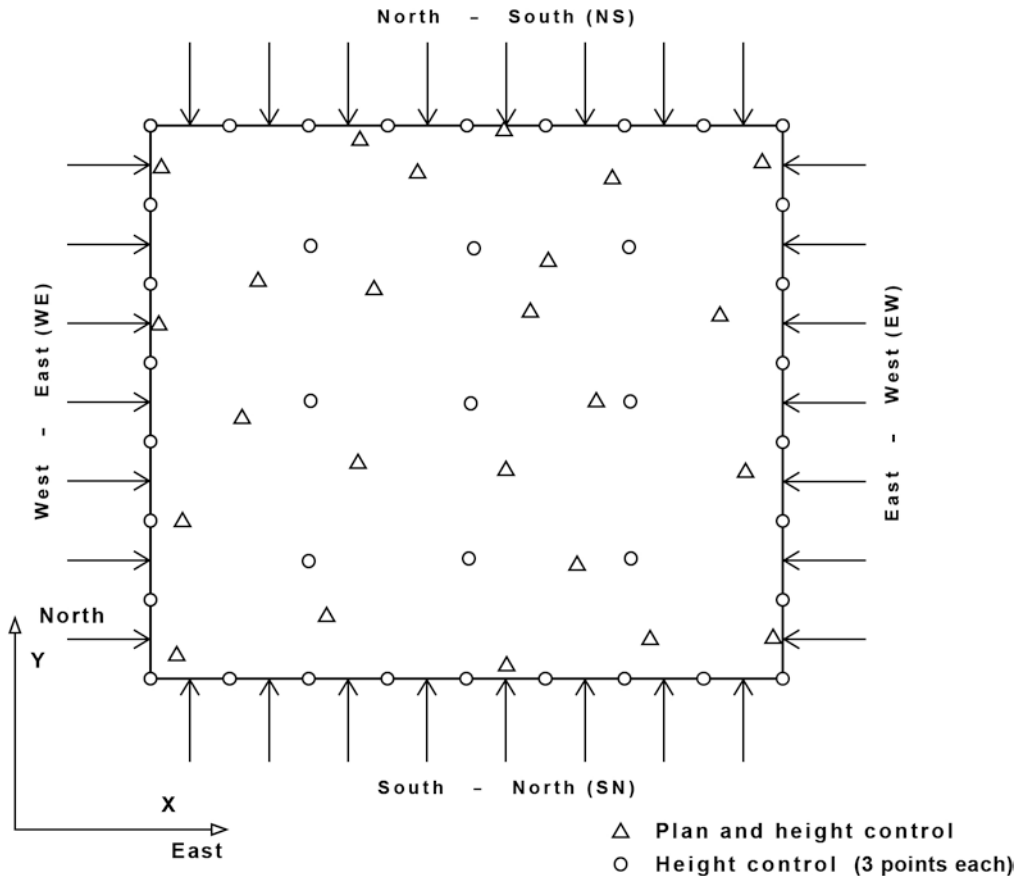 North - South (NS)
West - East (WE)
East - West (EW)
North
Y
X
East
South - North (SN)
Plan and height control
Height control (3 points each)